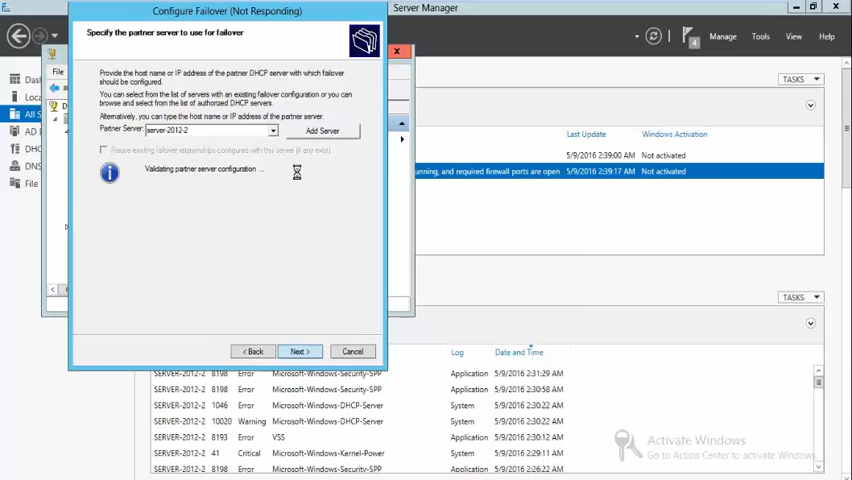 Configure Failover (Not Responding)
Server Manager
Specify the partner server to use for failover
4
Manage
Tools
View
Help
File
Provide the host name or IP address of the partner DHCP server with which failover
should be configured.
You can select from the list of servers with an existing failover configuration or you can
browse and select from the list of authorized DHCP servers.
Alternatively, you can type the host name or IP address of the partner server.
Partner Server:
server-2012-2
Add Server
Reuse existing failover relationships configured with this server (if any exist).
Validating partner server configuration ...
Das
Loca
All S
AD
DHC
DNS
File
TASKS
Last Update
Windows Activation
5/9/2016 2:39:00 AM
Not activated
unning, and required firewall ports are open
5/9/2016 2:39:17 AM
Not activated
TASKS
< Back
Next >
Cancel
Log
Date and Time
SERVER-2012-2 8198 Error Microsoft-Windows-Security-SPP Application 5/9/2016 2:31:29 AM
SERVER-2012-2 8198 Error Microsoft-Windows-Security-SPP Application 5/9/2016 2:30:58 AM
SERVER-2012-2 1046 Error Microsoft-Windows-DHCP-Server System 5/9/2016 2:30:22 AM
SERVER-2012-2 10020 Warning Microsoft-Windows-DHCP-Server System 5/9/2016 2:30:22 AM
SERVER-2012-2 8193 Error VSS Application 5/9/2016 2:30:12 AM
SERVER-2012-2 41 Critical Microsoft-Windows-Kernel-Power System 5/9/2016 2:29:11 AM
SERVER-2012-2 8198 Error Microsoft-Windows-Security-SPP Application 5/9/2016 2:26:22 AM
Activate Windows
Go to Action Center to activate Windows.